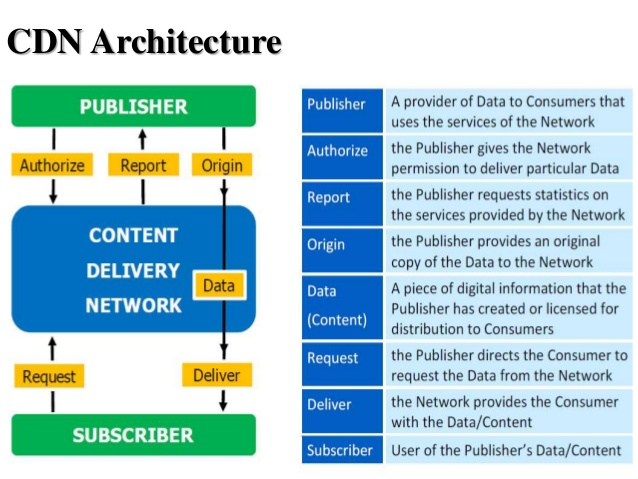 CDN Architecture
PUBLISHER
Authorize
Report
Origin
CONTENT
DELIVERY
NETWORK
Data
Request
Deliver
SUBSCRIBER
Publisher
A provider of Data to Consumers that
uses the services of the Network
Authorize
the Publisher gives the Network
permission to deliver particular Data
Report
the Publisher requests statistics on
the services provided by the Network
Origin
the Publisher provides an original
copy of the Data to the Network
Data
(Content)
A piece of digital information that the
Publisher has created or licensed for
distribution to Consumers
Request
the Publisher directs the Consumer to
request the Data from the Network
Deliver
the Network provides the Consumer
with the Data/Content
Subscriber
User of the Publisher's Data/Content